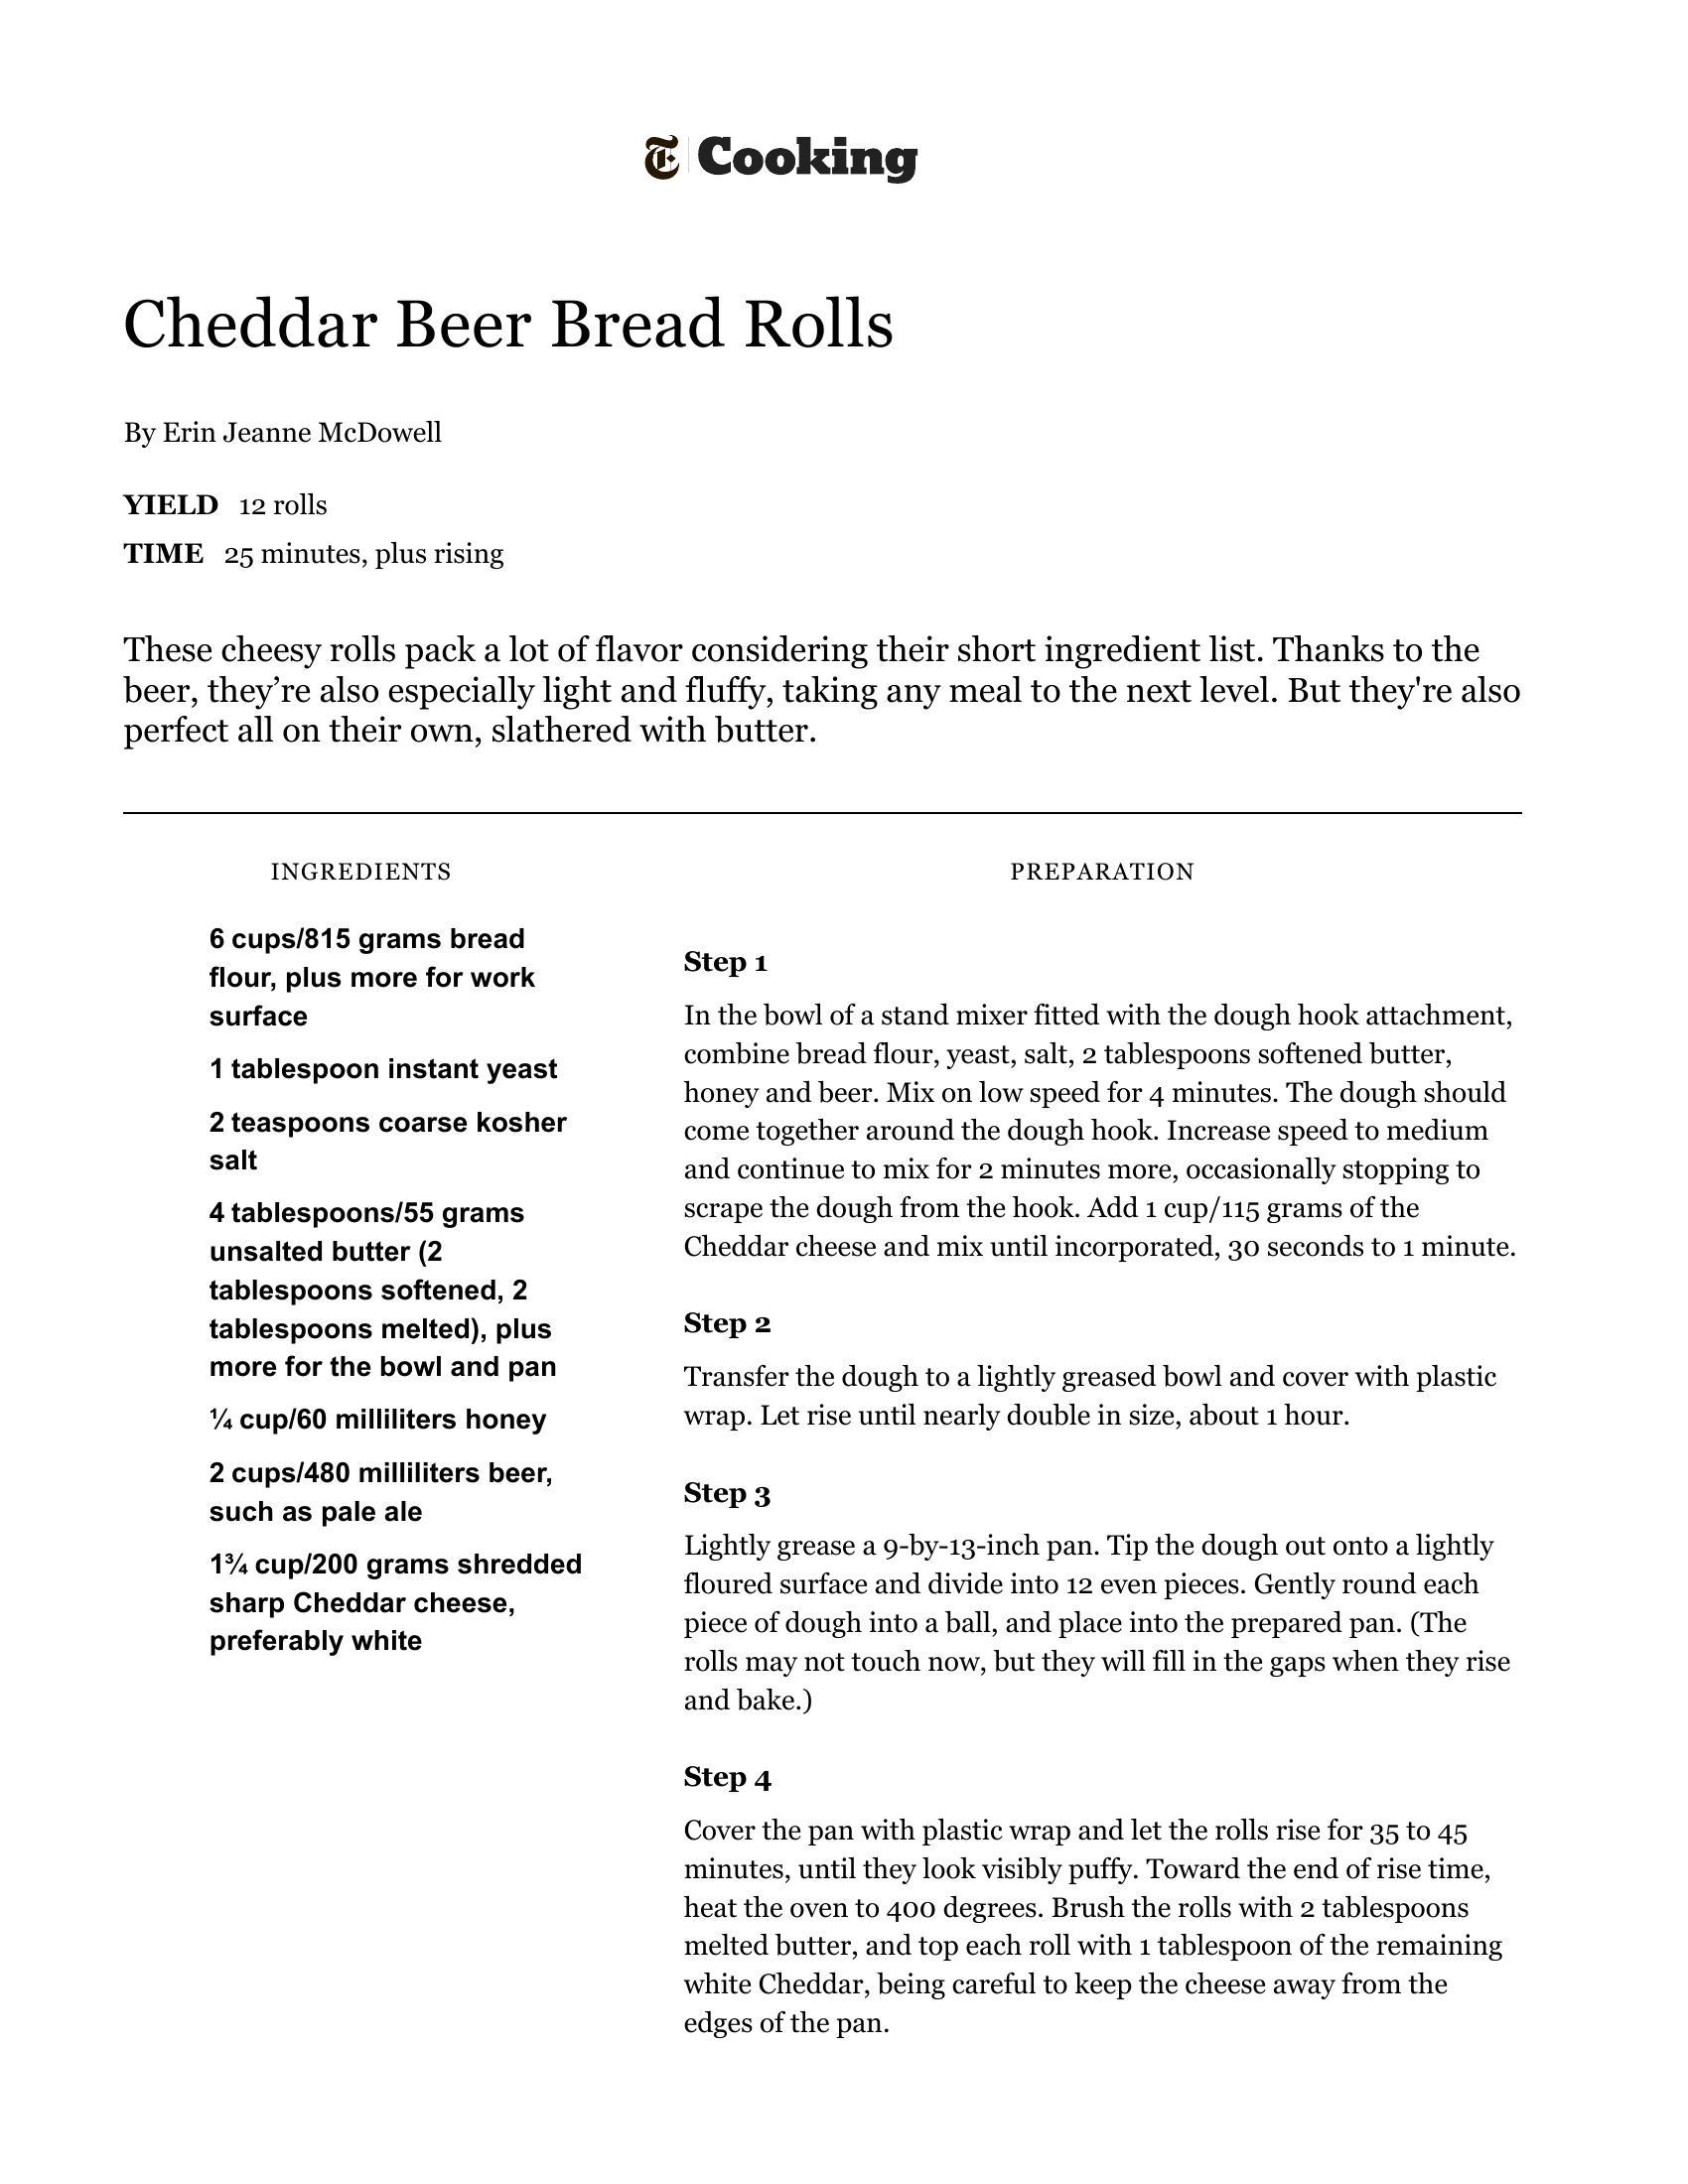 T Cooking
Cheddar Beer Bread Rolls
By Erin Jeanne McDowell
YIELD 12 rolls
TIME 25 minutes, plus rising
These cheesy rolls pack a lot of flavor considering their short ingredient list. Thanks to the
beer, they’re also especially light and fluffy, taking any meal to the next level. But they're also
perfect all on their own, slathered with butter.
INGREDIENTS
6 cups/815 grams bread
flour, plus more for work
surface
1 tablespoon instant yeast
2 teaspoons coarse kosher
salt
4 tablespoons/55 grams
unsalted butter (2
tablespoons softened, 2
tablespoons melted), plus
more for the bowl and pan
¼ cup/60 milliliters honey
2 cups/480 milliliters beer,
such as pale ale
1¾ cup/200 grams shredded
sharp Cheddar cheese,
preferably white
PREPARATION
Step 1
In the bowl of a stand mixer fitted with the dough hook attachment,
combine bread flour, yeast, salt, 2 tablespoons softened butter,
honey and beer. Mix on low speed for 4 minutes. The dough should
come together around the dough hook. Increase speed to medium
and continue to mix for 2 minutes more, occasionally stopping to
scrape the dough from the hook. Add 1 cup/115 grams of the
Cheddar cheese and mix until incorporated, 30 seconds to 1 minute.
Step 2
Transfer the dough to a lightly greased bowl and cover with plastic
wrap. Let rise until nearly double in size, about 1 hour.
Step 3
Lightly grease a 9-by-13-inch pan. Tip the dough out onto a lightly
floured surface and divide into 12 even pieces. Gently round each
piece of dough into a ball, and place into the prepared pan. (The
rolls may not touch now, but they will fill in the gaps when they rise
and bake.)
Step 4
Cover the pan with plastic wrap and let the rolls rise for 35 to 45
minutes, until they look visibly puffy. Toward the end of rise time,
heat the oven to 400 degrees. Brush the rolls with 2 tablespoons
melted butter, and top each roll with 1 tablespoon of the remaining
white Cheddar, being careful to keep the cheese away from the
edges of the pan.